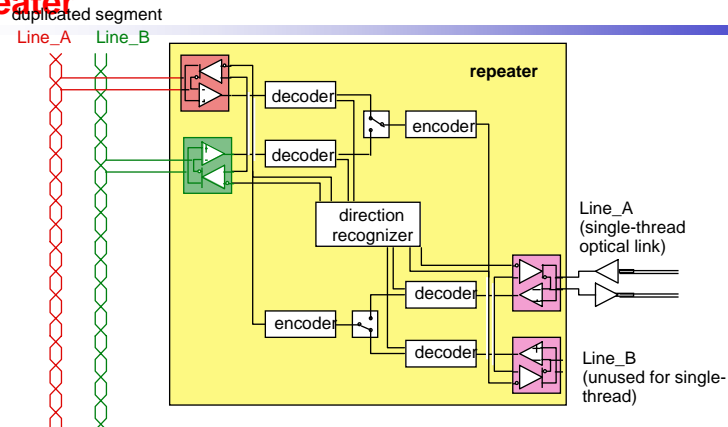 duplicated segment
Line_A
Line_B
repeater
decoder
encoder
decoder
direction
recognizer
Line_A
(single-thread
optical link)
decoder
encoder
decoder
Line_B
(unused for single-
thread)